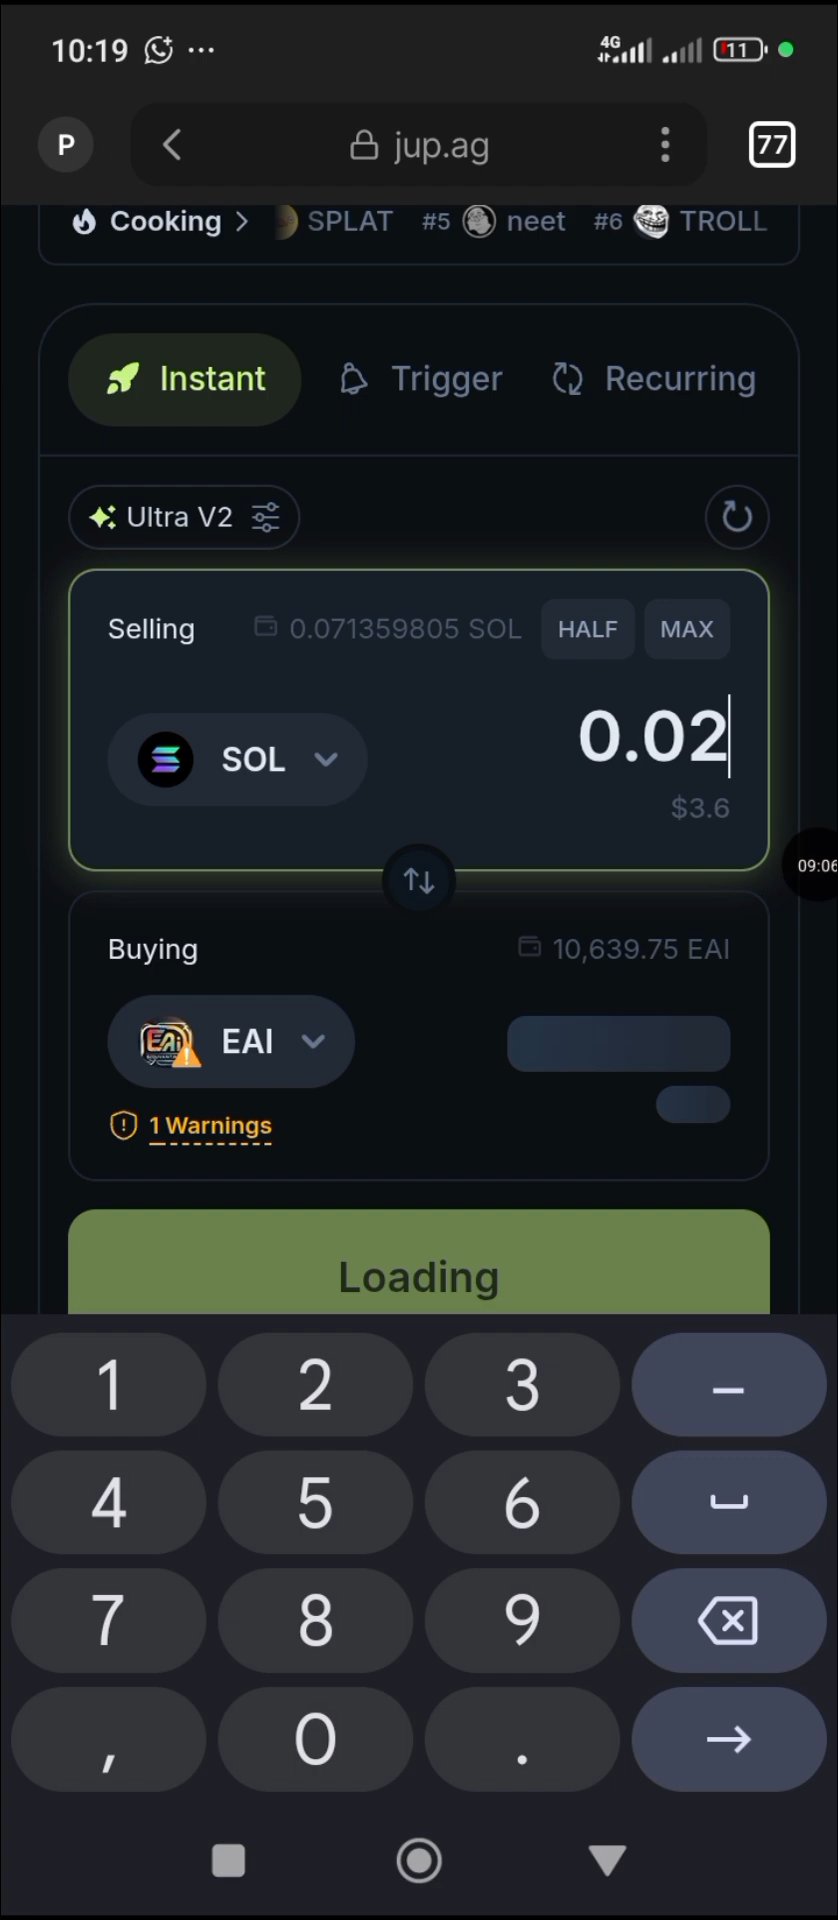 10:19 ... 4G 11
P jup.ag 77
Cooking > SPLAT #5 neet #6 TROLL
Instant Trigger Recurring
Ultra V2
Selling 0.071359805 SOL HALF MAX
SOL 0.02
$3.6
09:06
Buying 10,639.75 EAI
EAI EAI
1 Warnings
Loading
1 2 3 –
4 5 6
7 8 9
, 0 . →